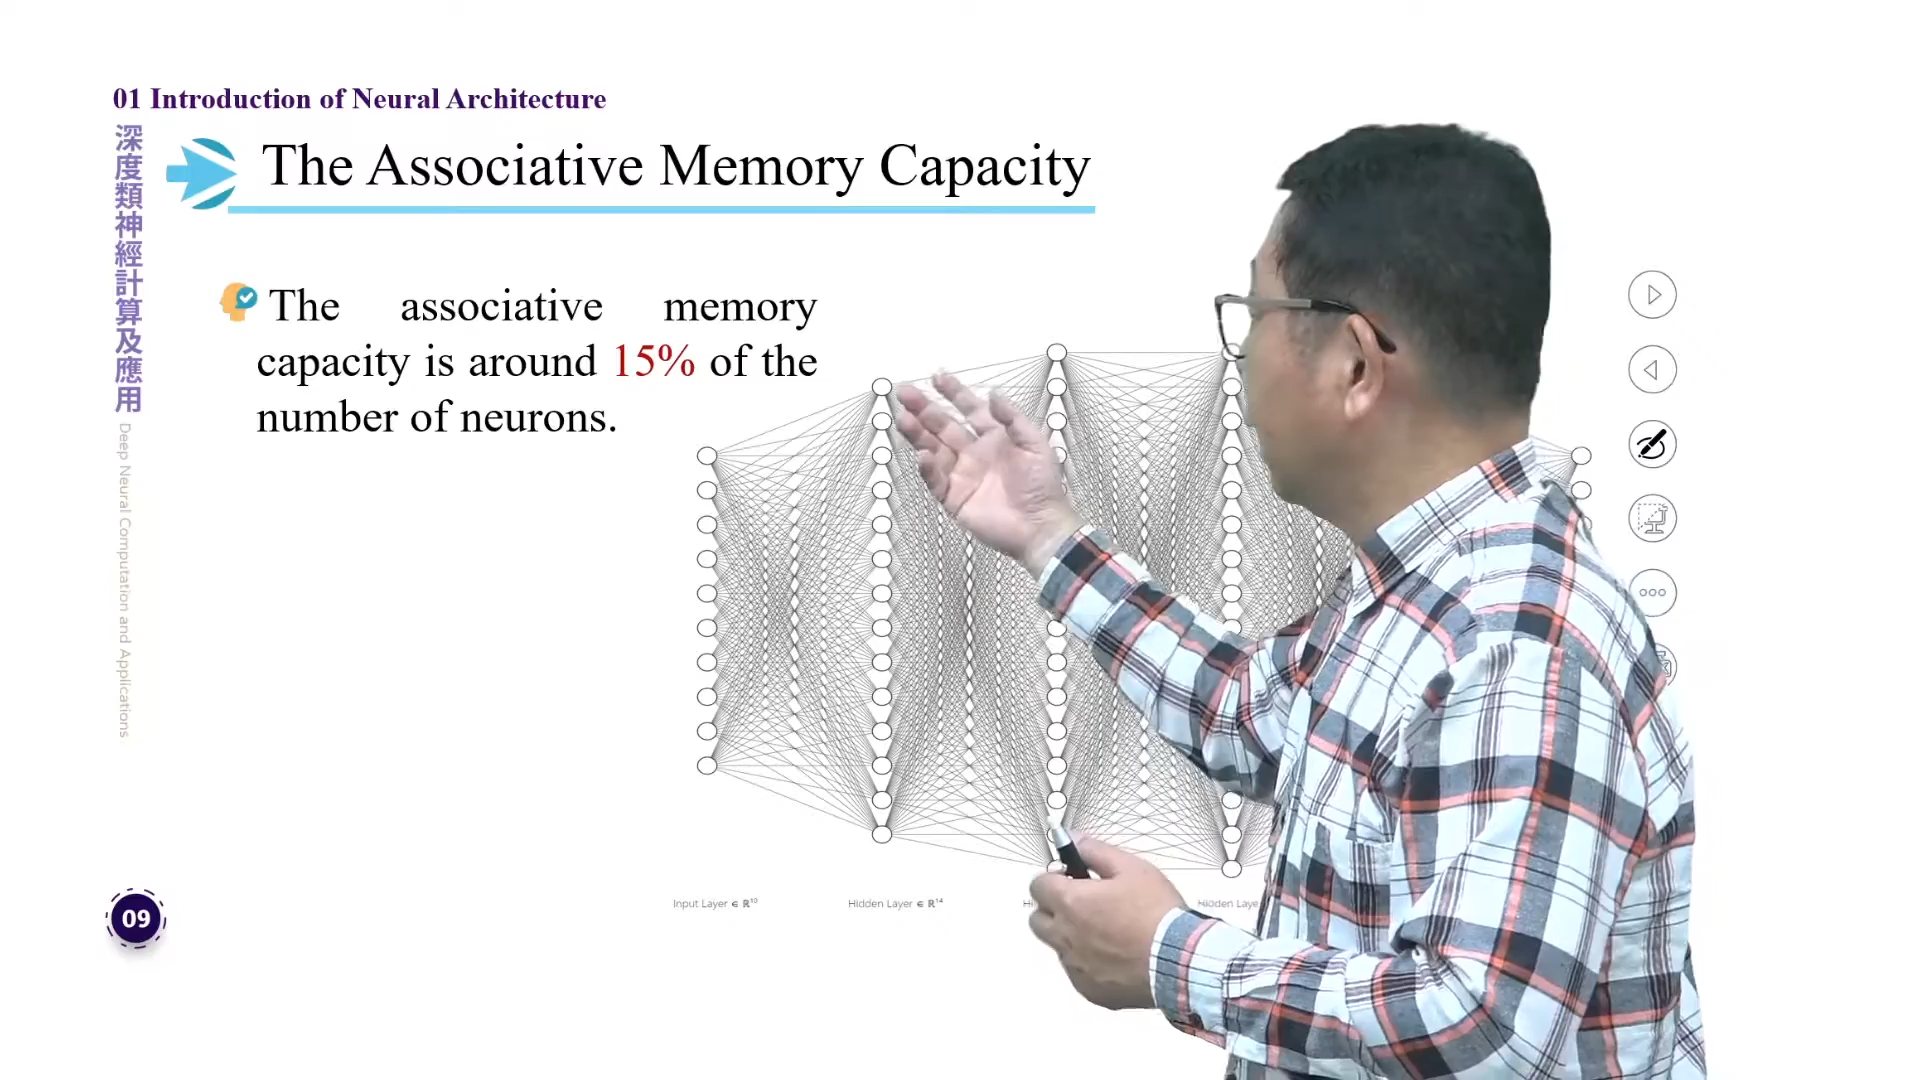 01 Introduction of Neural Architecture
深度類神經計算及應用
Deep Neural Computation and Applications
The Associative Memory Capacity
The associative memory
capacity is around 15% of the
number of neurons.
Input Layer ∈ ℝ¹⁰
Hidden Layer ∈ ℝ¹⁴
Hidden Laye
09